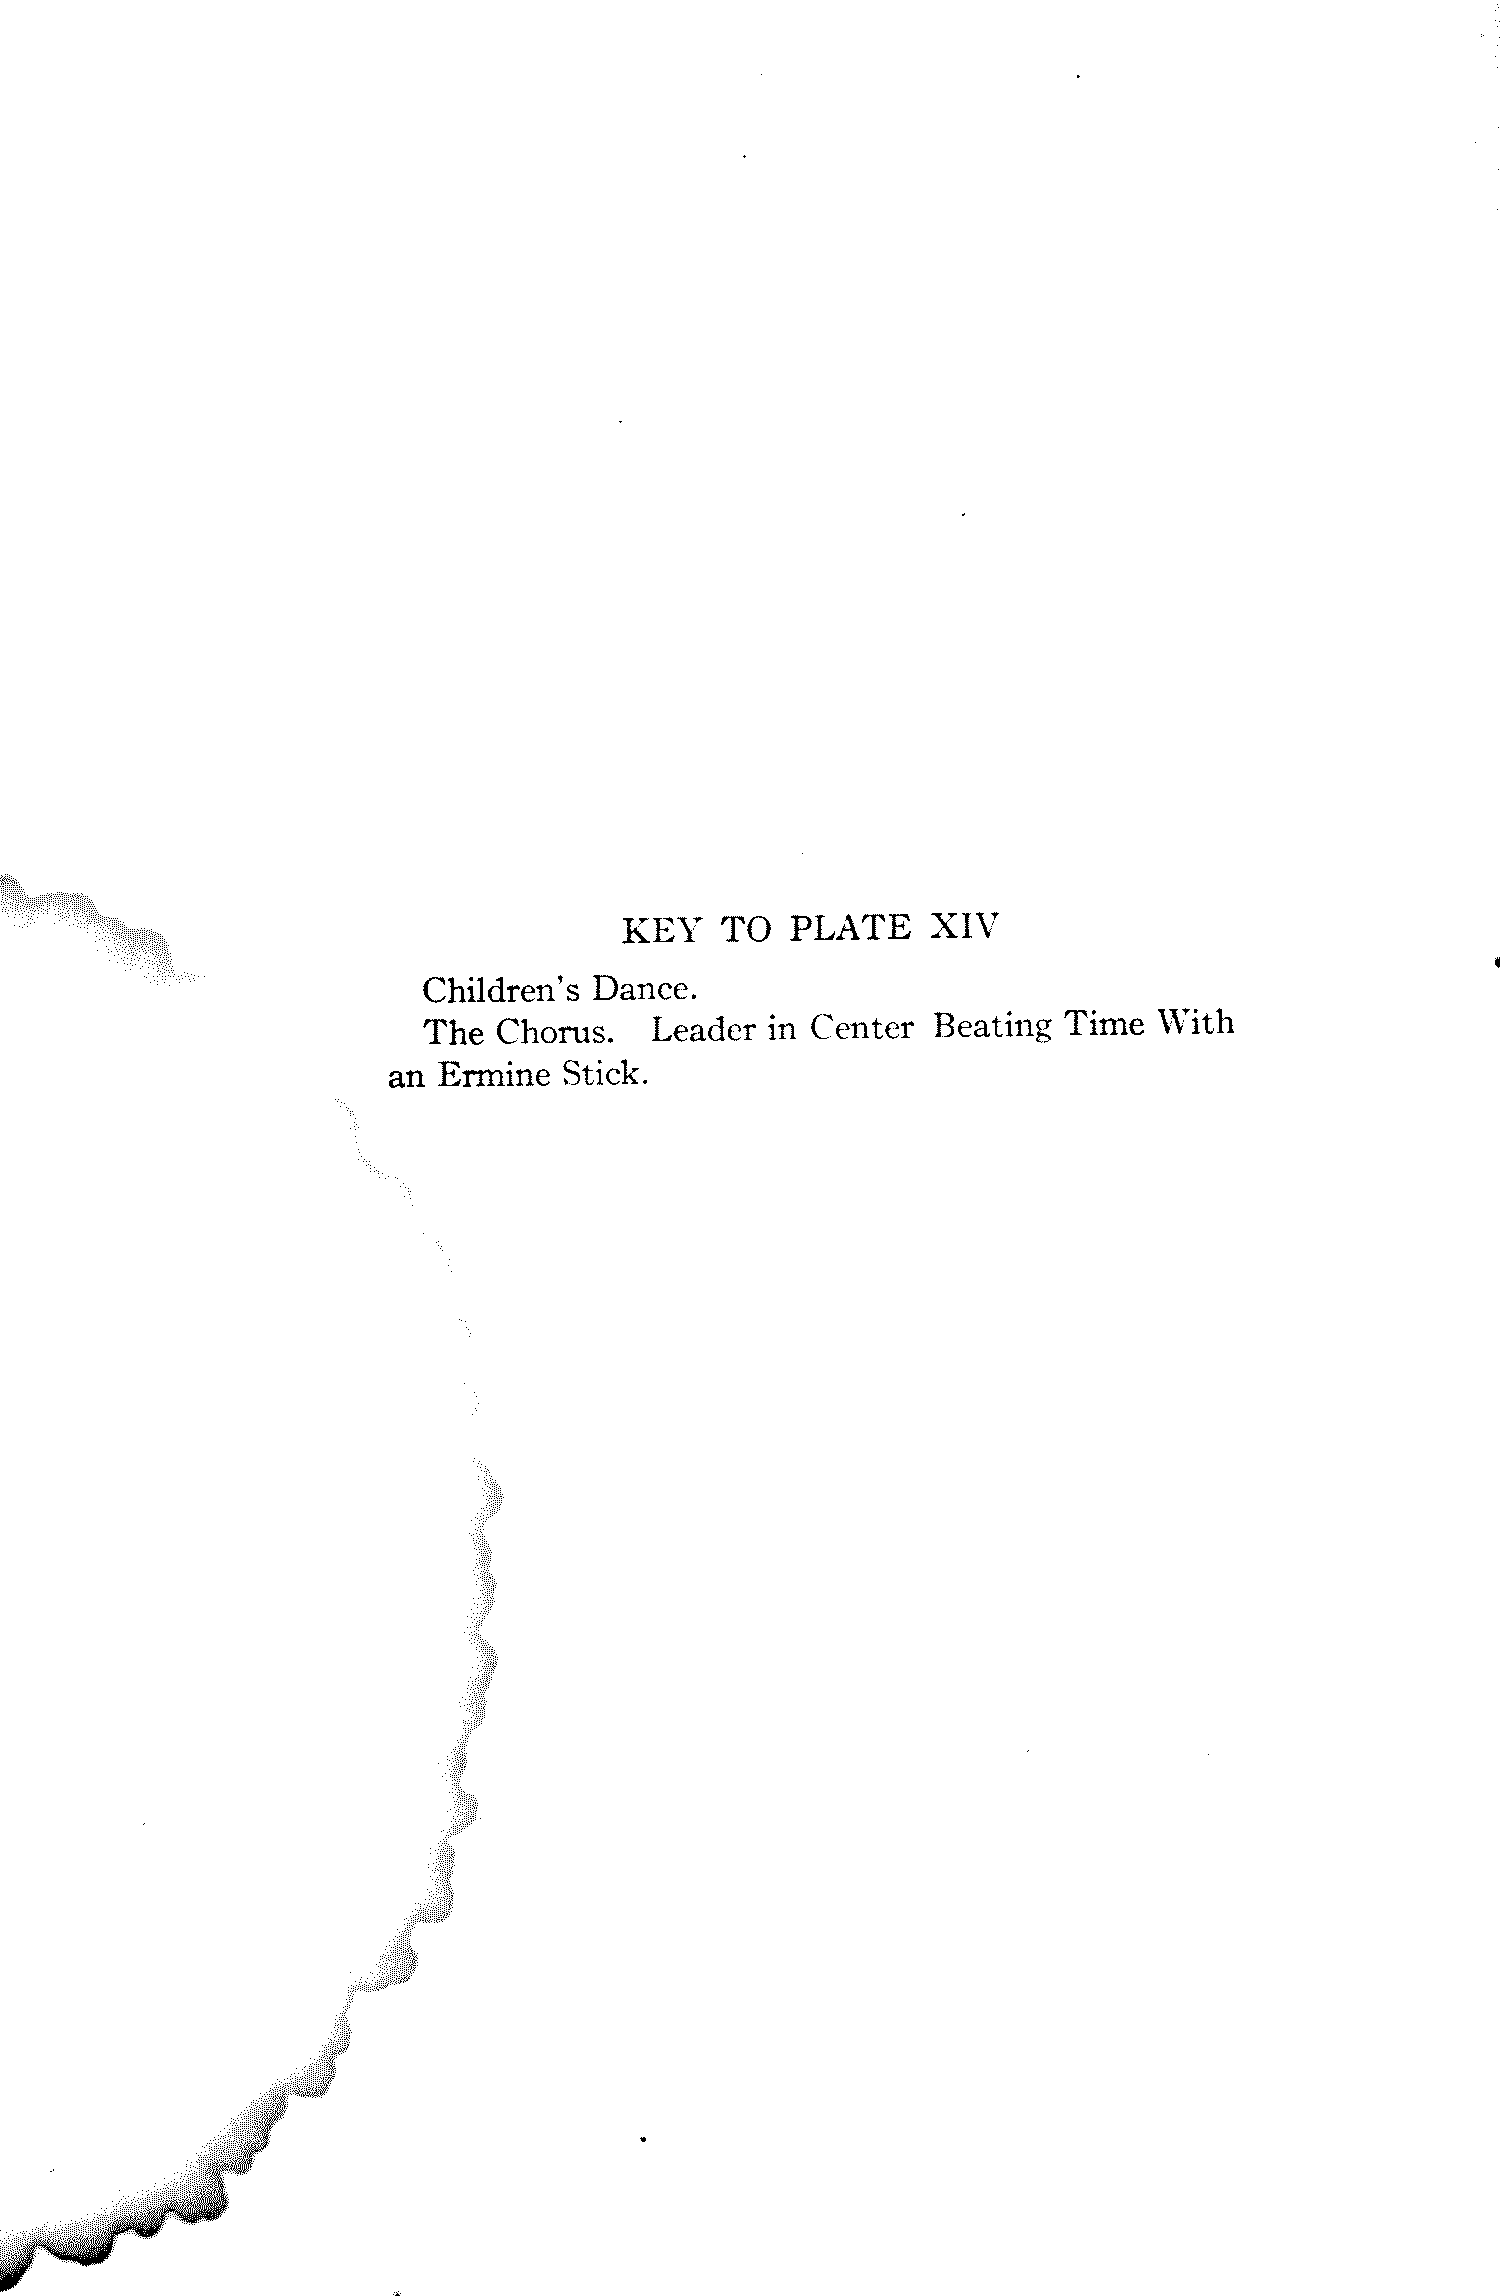 KEY TO PLATE XIV
Children's Dance.
The Chorus. Leader in Center Beating Time With
an Ermine Stick.